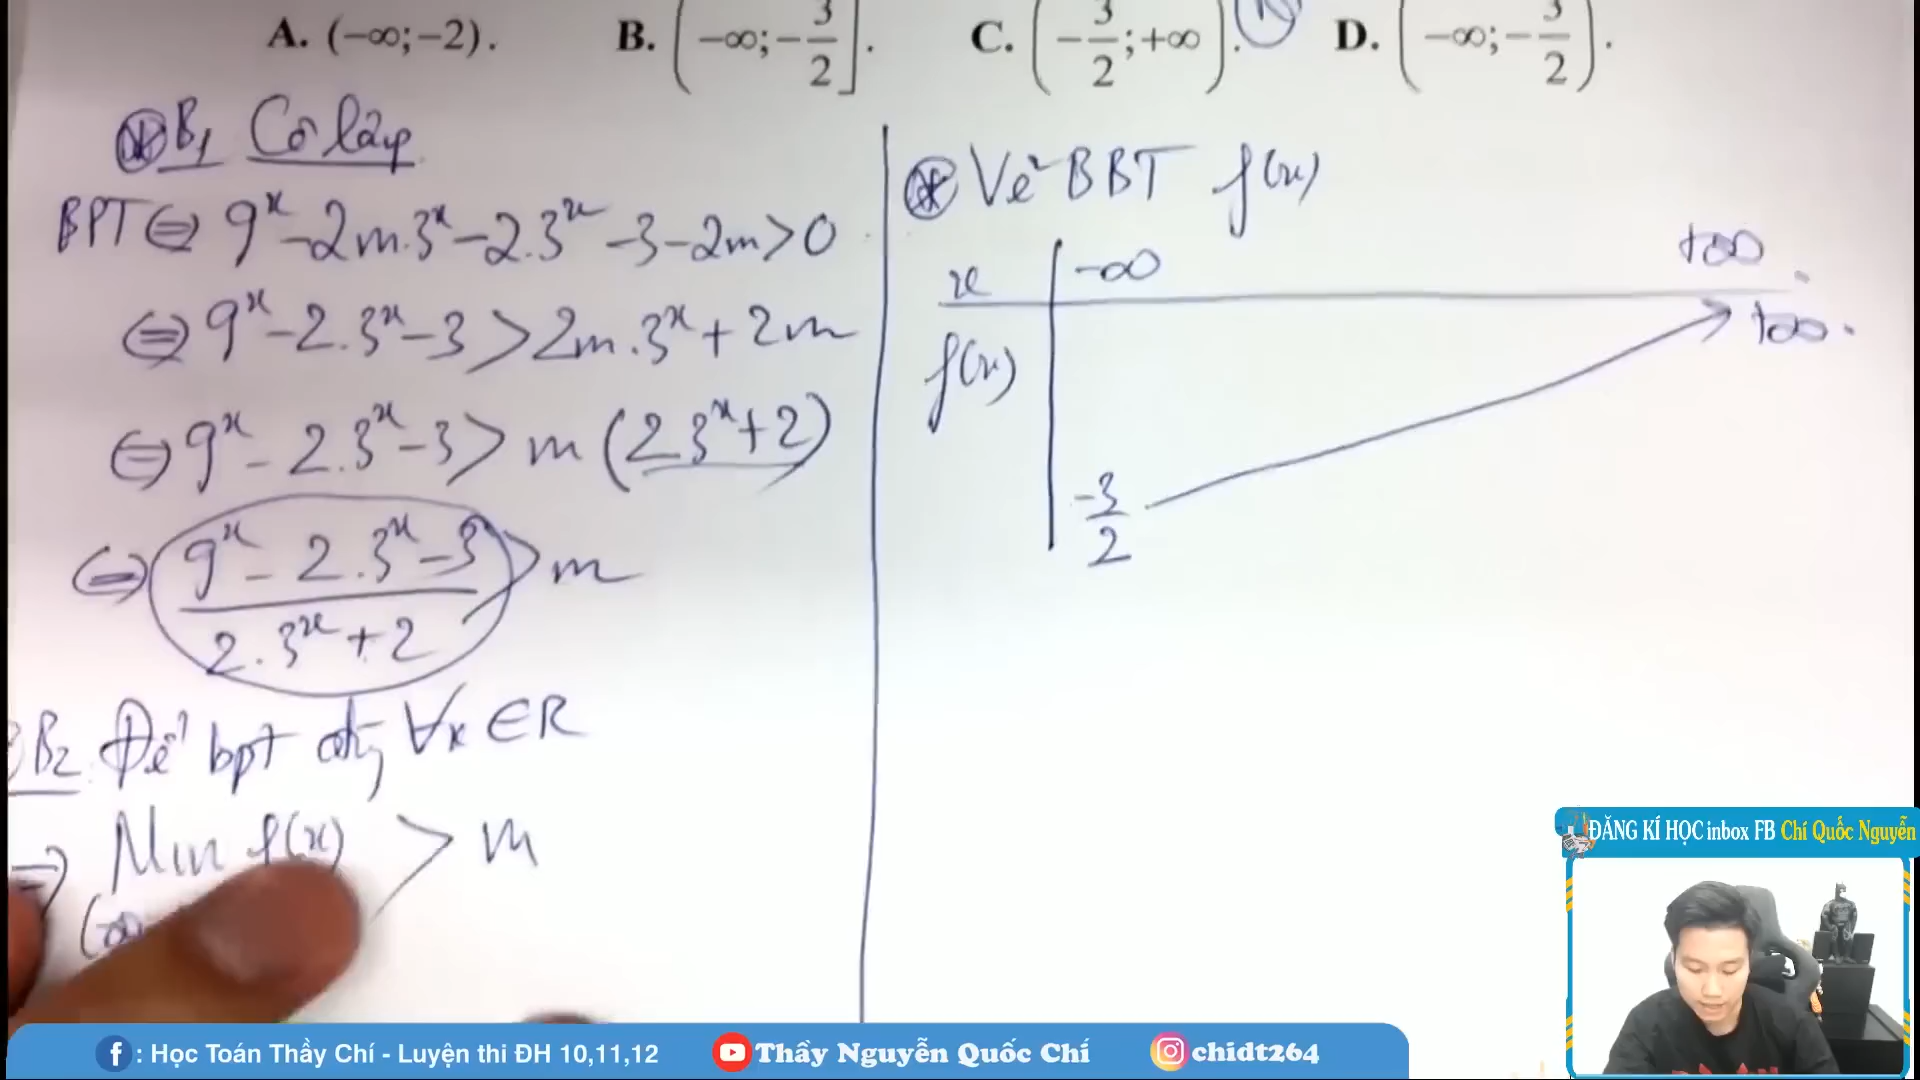 A. (−∞;−2). B. (−∞;−3/2]. C. (−3/2;+∞). D. (−∞;−3/2).
B1 Cô lập
BPT ⇔ 9^x − 2m.3^x − 2.3^x − 3 − 2m > 0
⇔ 9^x − 2.3^x − 3 > 2m.3^x + 2m
⇔ 9^x − 2.3^x − 3 > m (2.3^x + 2)
⇔ (9^x − 2.3^x − 3)/(2.3^x + 2) > m
B2 Để bpt ∀x ∈ R
Min f(x) > m
Vẽ BBT f(x)
x −∞ +∞
f(x) −3/2 +∞
ĐĂNG KÍ HỌC inbox FB Chí Quốc Nguyễn
f : Học Toán Thầy Chí - Luyện thi ĐH 10,11,12 Thầy Nguyễn Quốc Chí chidt264